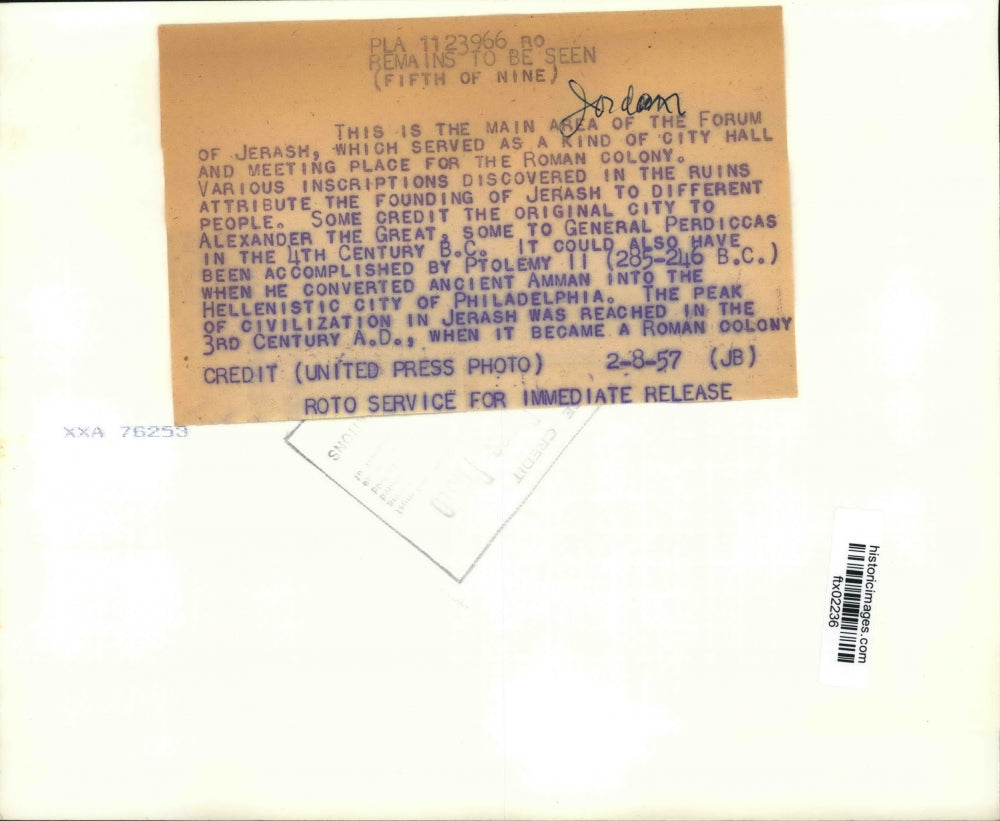 PLA 1123966 RO
REMAINS TO BE SEEN
(FIFTH OF NINE)
Jordan
THIS IS THE MAIN AREA OF THE FORUM
OF JERASH, WHICH SERVED AS A KIND OF CITY HALL
AND MEETING PLACE FOR THE ROMAN COLONY.
VARIOUS INSCRIPTIONS DISCOVERED IN THE RUINS
ATTRIBUTE THE FOUNDING OF JERASH TO DIFFERENT
PEOPLE. SOME CREDIT THE ORIGINAL CITY TO
ALEXANDER THE GREAT, SOME TO GENERAL PERDICCAS
IN THE 4TH CENTURY B.C. IT COULD ALSO HAVE
BEEN ACCOMPLISHED BY PTOLEMY II (285-246 B.C.)
WHEN HE CONVERTED ANCIENT AMMAN INTO THE
HELLENISTIC CITY OF PHILADELPHIA. THE PEAK
OF CIVILIZATION IN JERASH WAS REACHED IN THE
3RD CENTURY A.D., WHEN IT BECAME A ROMAN COLONY
CREDIT (UNITED PRESS PHOTO) 2-8-57 (JB)
ROTO SERVICE FOR IMMEDIATE RELEASE
XXA 76253
CREDIT
historicimages.com
ftx02236